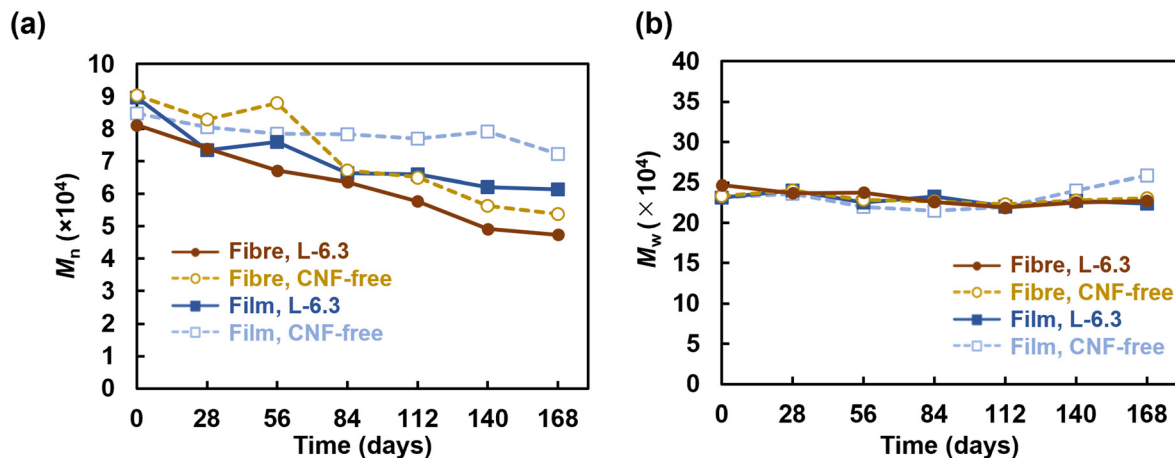 (a)
10
9
8
7
6
5
4
3
2
1
0
Mn (×10⁴)
Fibre, L-6.3
Fibre, CNF-free
Film, L-6.3
Film, CNF-free
0 28 56 84 112 140 168
Time (days)
(b)
40
35
30
25
20
15
10
5
0
Mw (×10⁴)
Fibre, L-6.3
Fibre, CNF-free
Film, L-6.3
Film, CNF-free
0 28 56 84 112 140 168
Time (days)